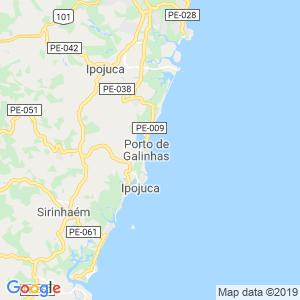 PE-028
101
PE-042
Ipojuca
PE-038
PE-051
PE-009
Porto de
Galinhas
Ipojuca
Sirinhaém
PE-061
Google
Map data ©2019